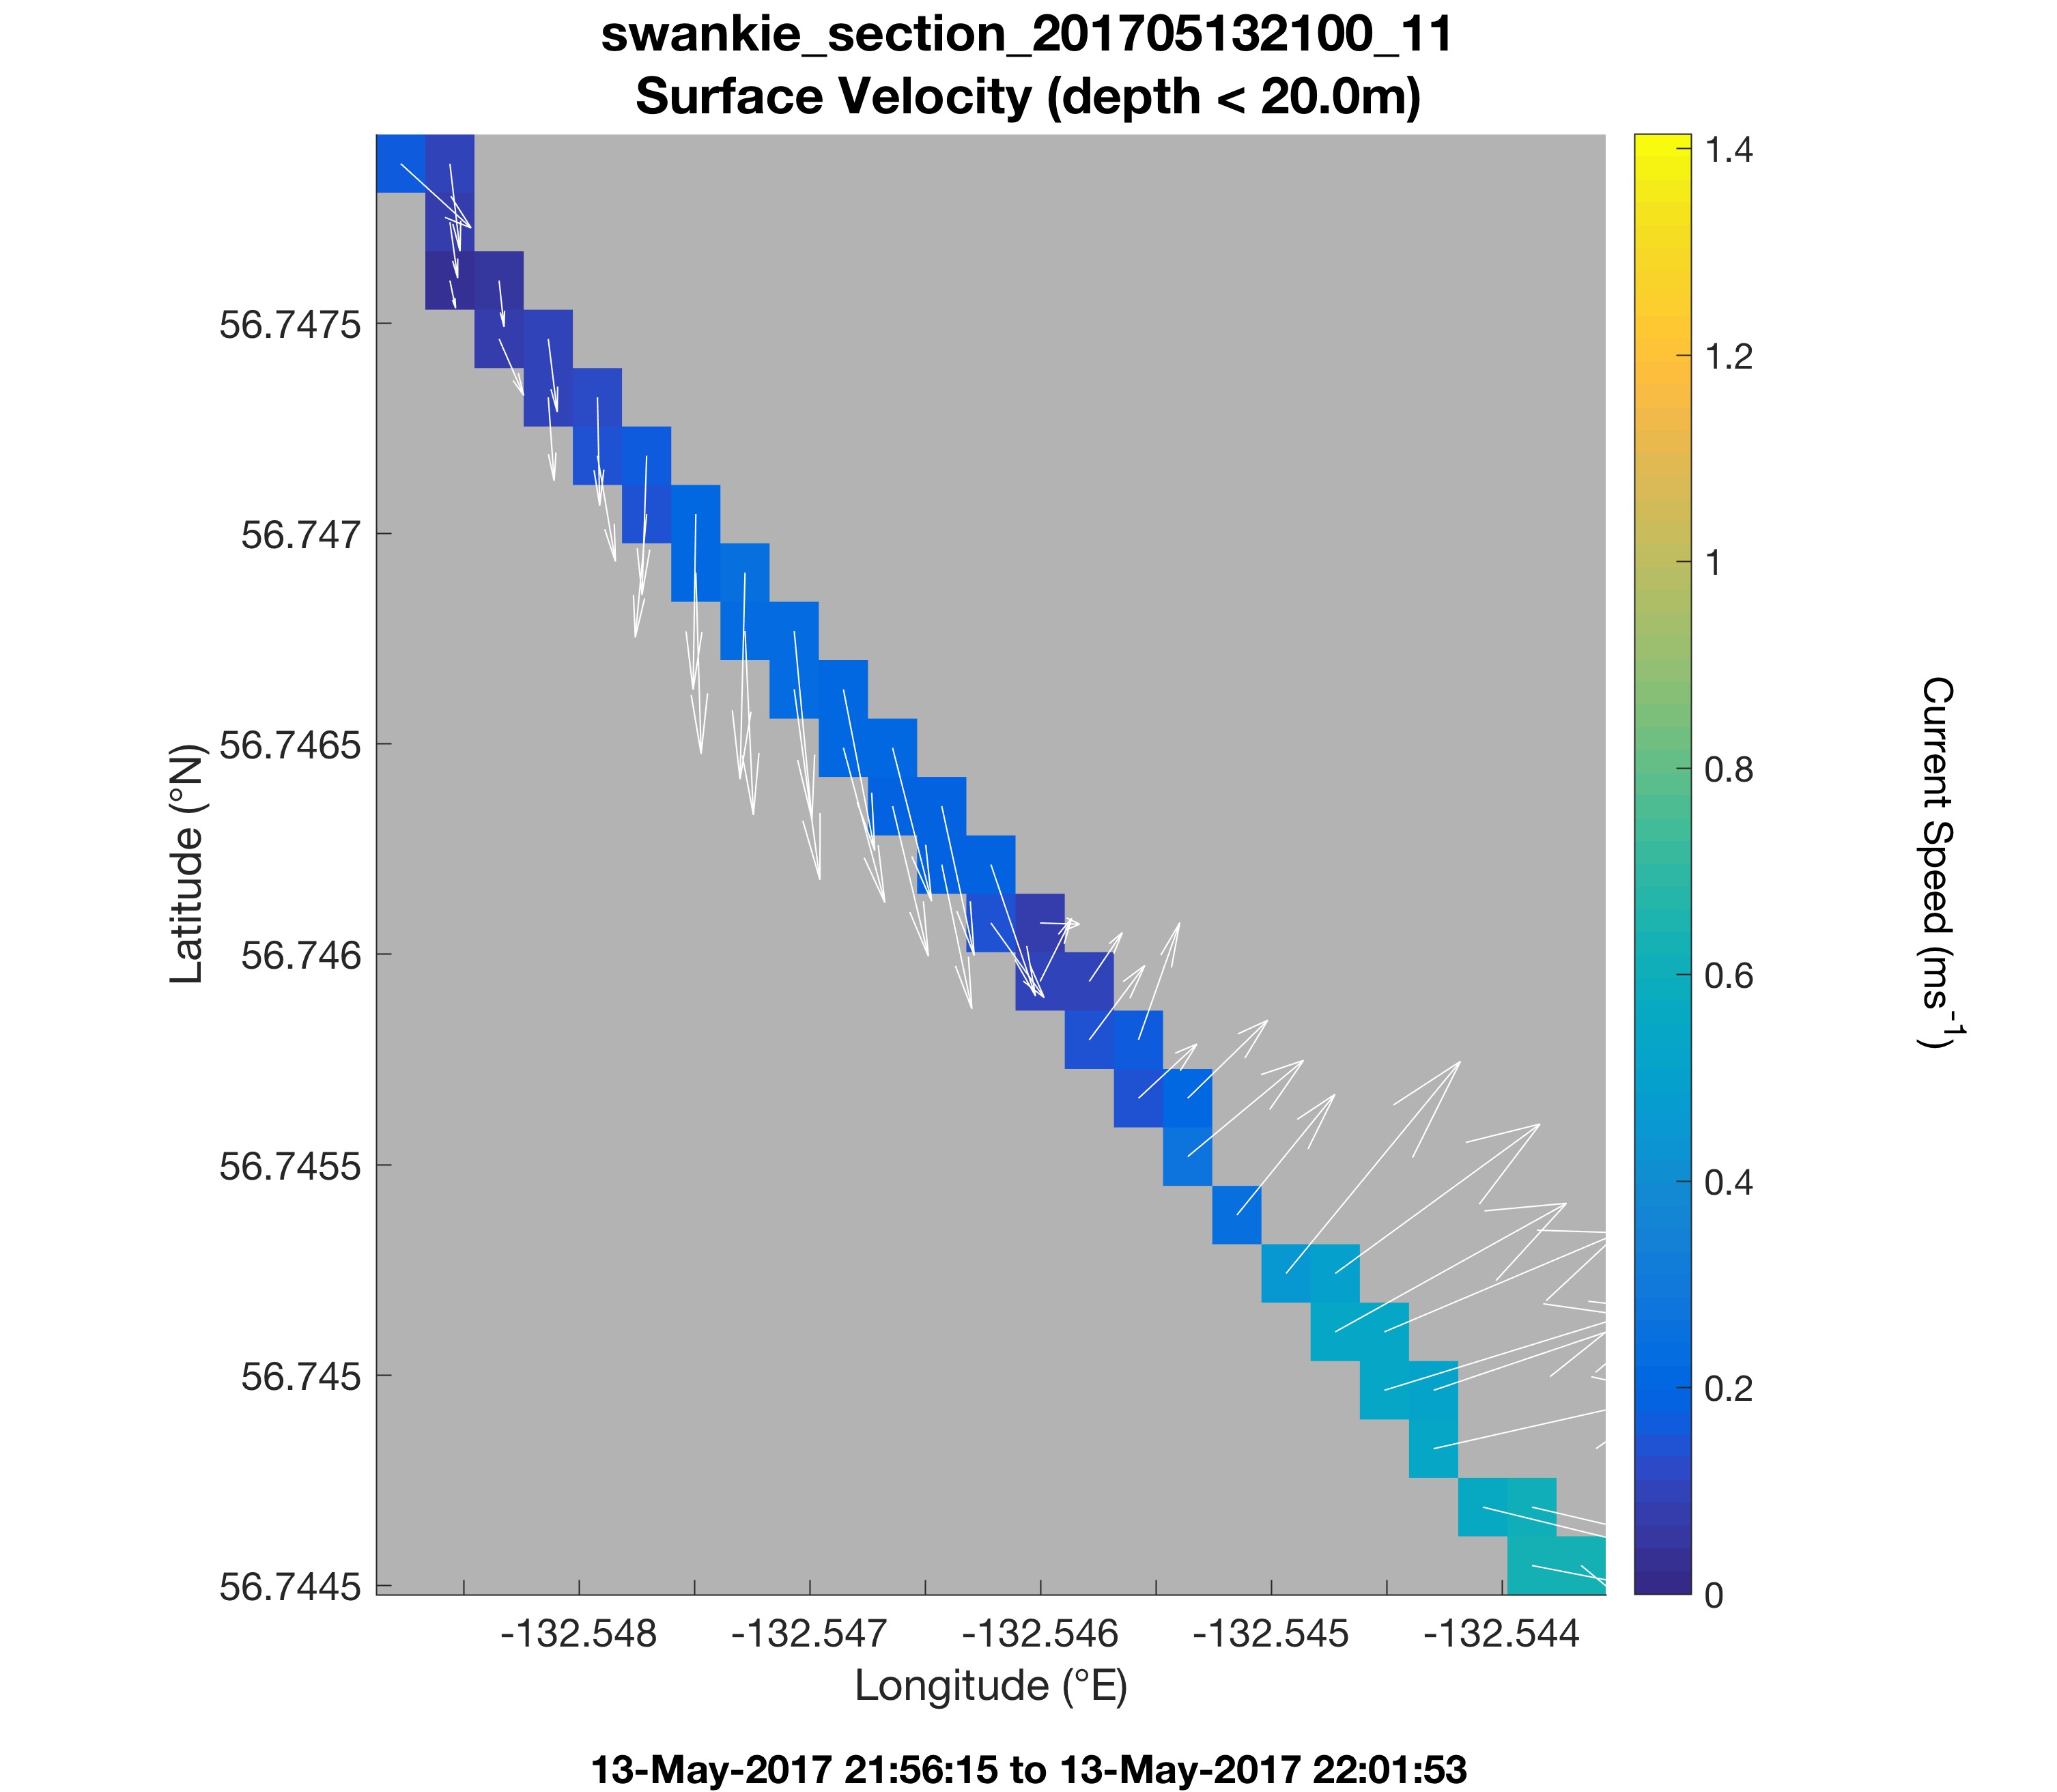 swankie_section_201705132100_11
Surface Velocity (depth < 20.0m)
56.7475
56.747
56.7465
56.746
56.7455
56.745
56.7445
Latitude (°N)
-132.548 -132.547 -132.546 -132.545 -132.544
Longitude (°E)
1.4
1.2
1
0.8
0.6
0.4
0.2
0
Current Speed (ms-1)
13-May-2017 21:56:15 to 13-May-2017 22:01:53